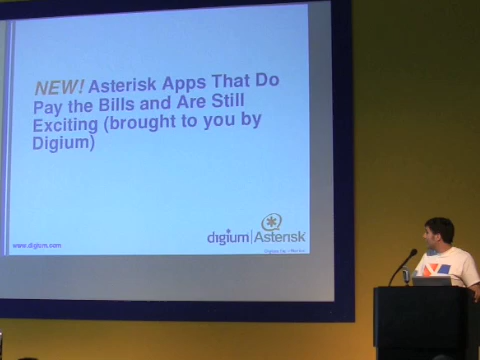 NEW! Asterisk Apps That Do
Pay the Bills and Are Still
Exciting (brought to you by
Digium)
www.digium.com
digium|Asterisk